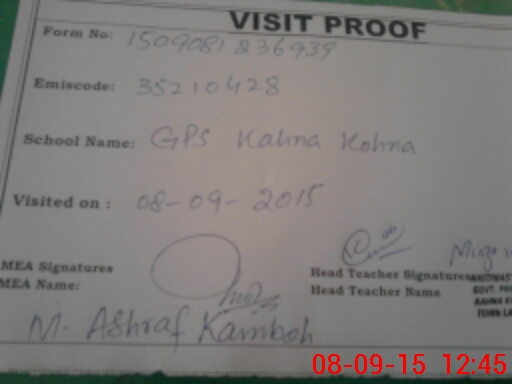 VISIT PROOF
Form No: 1509081236939
Emiscode: 35210428
School Name: GPS Kahna Kohna
Visited on : 08-09-2015
MEA Signatures
Head Teacher Signatures
MEA Name:
Head Teacher Name
M. Ashraf Kamboh
08-09-15 12:45